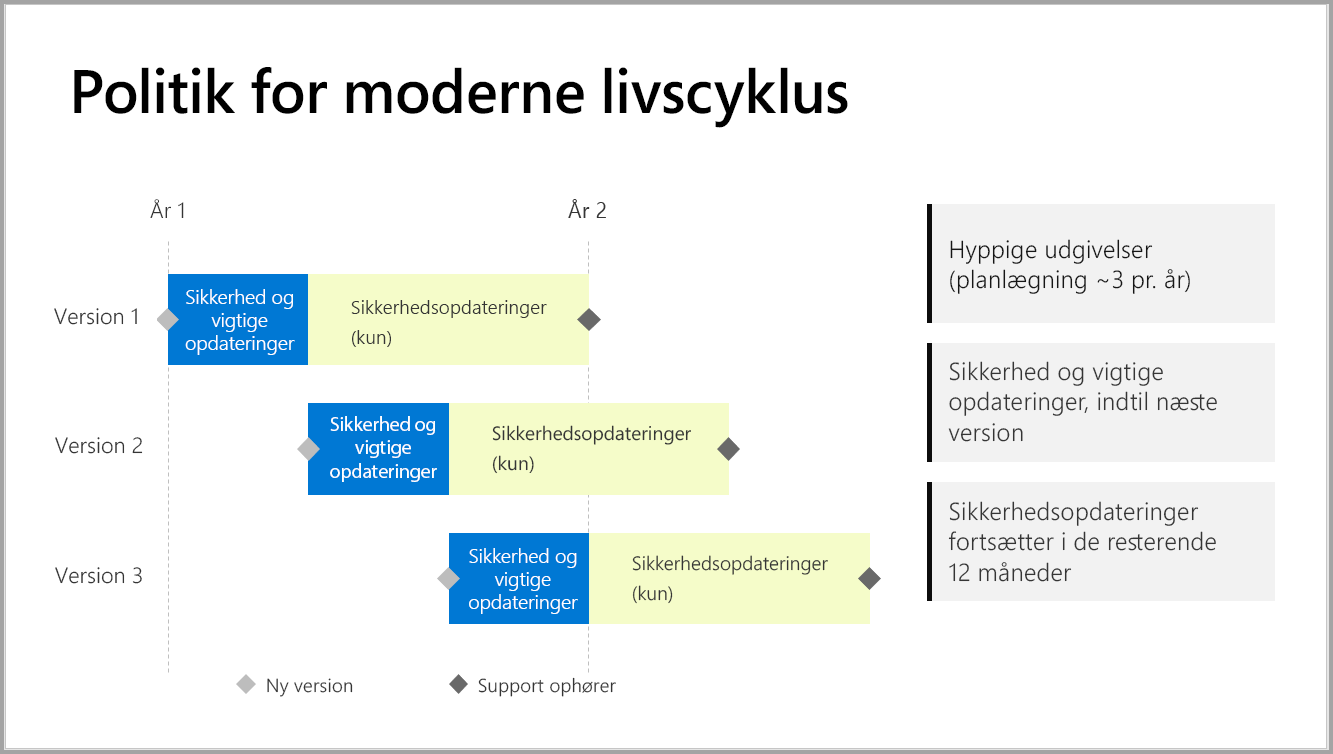 Politik for moderne livscyklus
År 1
År 2
Version 1
Sikkerhed og
vigtige
opdateringer
Sikkerhedsopdateringer
(kun)
Version 2
Sikkerhed og
vigtige
opdateringer
Sikkerhedsopdateringer
(kun)
Version 3
Sikkerhed og
vigtige
opdateringer
Sikkerhedsopdateringer
(kun)
Ny version
Support ophører
Hyppige udgivelser
(planlægning ~3 pr. år)
Sikkerhed og vigtige
opdateringer, indtil næste
version
Sikkerhedsopdateringer
fortsætter i de resterende
12 måneder